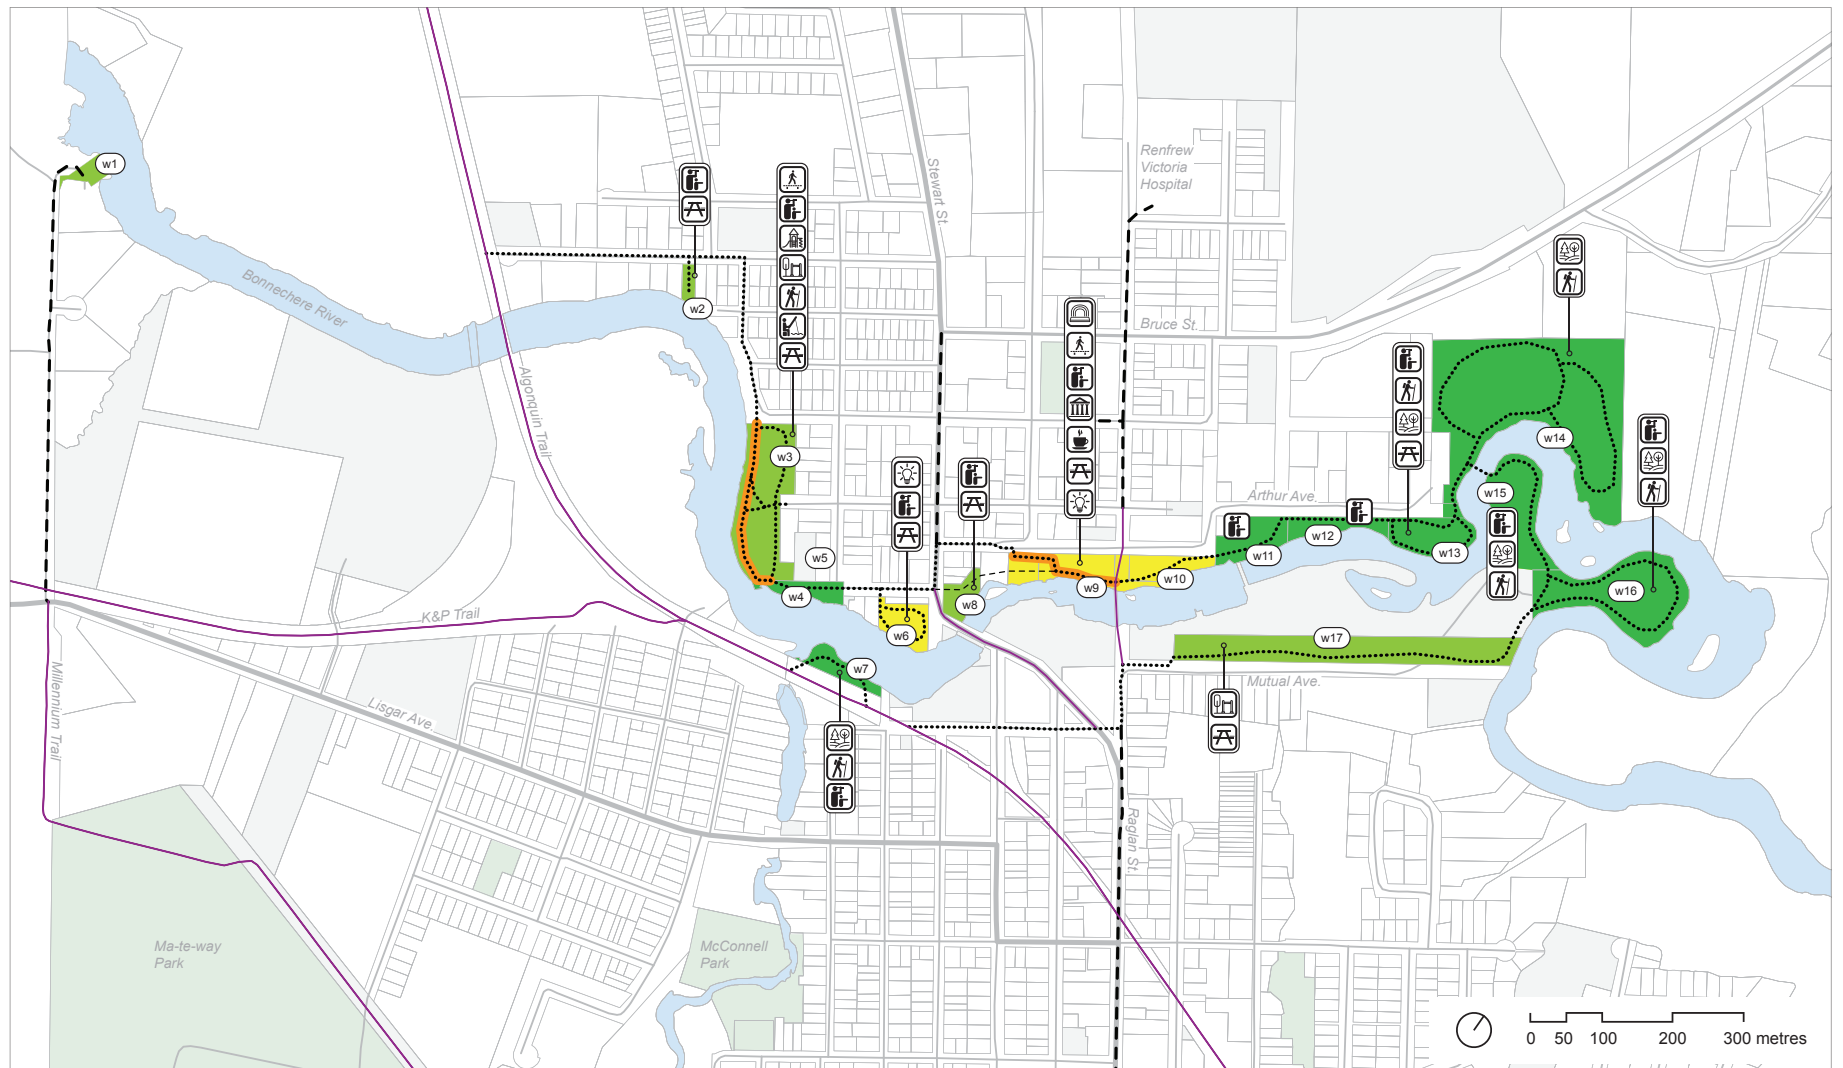 Renfrew
Victoria
Hospital
Stewart St.
w1
Bonnechere River
w2
Bruce St.
Algonquin Trail
w3
w14
w15
Arthur Ave.
w5
w12
w11
w13
w10
w9
w4
w8
w16
K&P Trail
w6
w17
w7
Mutual Ave.
Millennium Trail
Lisgar Ave.
Raglan St.
Ma-te-way
Park
McConnell
Park
0 50 100 200 300 metres